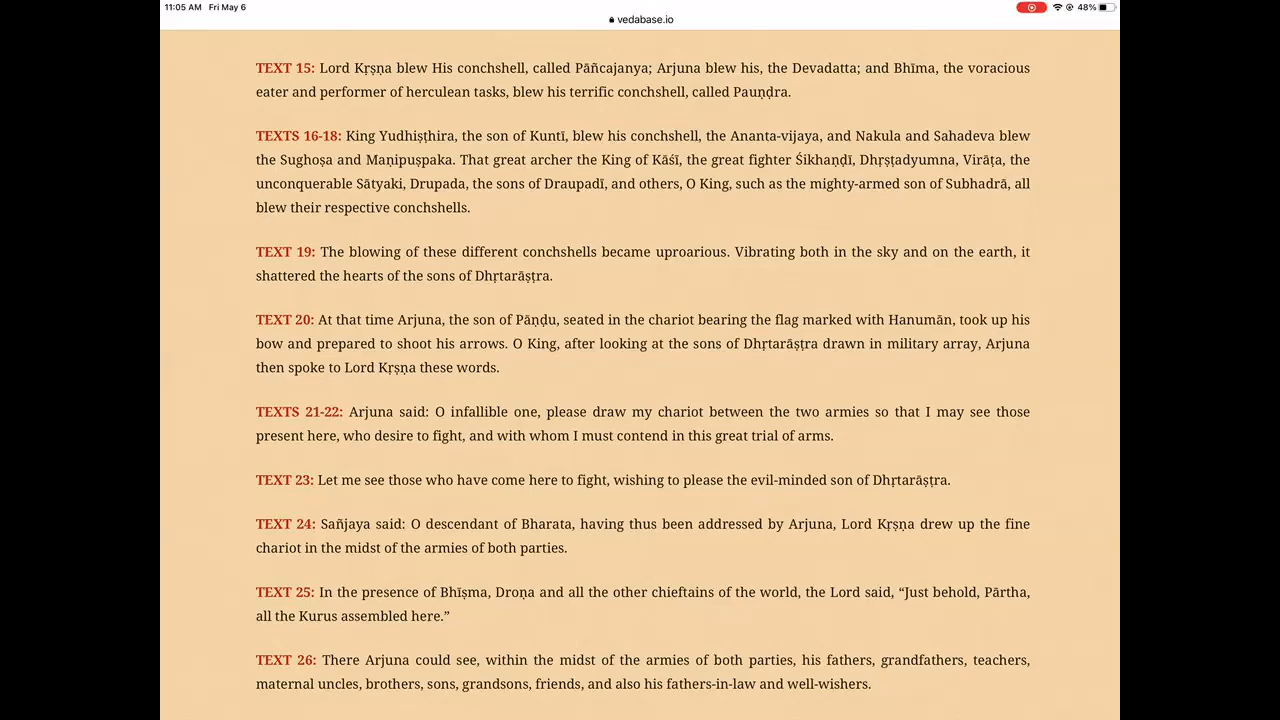 11:05 AM Fri May 6
48%
vedabase.io
TEXT 15: Lord Kṛṣṇa blew His conchshell, called Pāñcajanya; Arjuna blew his, the Devadatta; and Bhīma, the voracious
eater and performer of herculean tasks, blew his terrific conchshell, called Pauṇḍra.
TEXTS 16-18: King Yudhiṣṭhira, the son of Kuntī, blew his conchshell, the Ananta-vijaya, and Nakula and Sahadeva blew
the Sughoṣa and Maṇipuṣpaka. That great archer the King of Kāśī, the great fighter Śikhaṇḍī, Dhṛṣṭadyumna, Virāṭa, the
unconquerable Sātyaki, Drupada, the sons of Draupadī, and others, O King, such as the mighty-armed son of Subhadrā, all
blew their respective conchshells.
TEXT 19: The blowing of these different conchshells became uproarious. Vibrating both in the sky and on the earth, it
shattered the hearts of the sons of Dhṛtarāṣṭra.
TEXT 20: At that time Arjuna, the son of Pāṇḍu, seated in the chariot bearing the flag marked with Hanumān, took up his
bow and prepared to shoot his arrows. O King, after looking at the sons of Dhṛtarāṣṭra drawn in military array, Arjuna
then spoke to Lord Kṛṣṇa these words.
TEXTS 21-22: Arjuna said: O infallible one, please draw my chariot between the two armies so that I may see those
present here, who desire to fight, and with whom I must contend in this great trial of arms.
TEXT 23: Let me see those who have come here to fight, wishing to please the evil-minded son of Dhṛtarāṣṭra.
TEXT 24: Sañjaya said: O descendant of Bharata, having thus been addressed by Arjuna, Lord Kṛṣṇa drew up the fine
chariot in the midst of the armies of both parties.
TEXT 25: In the presence of Bhīṣma, Droṇa and all the other chieftains of the world, the Lord said, “Just behold, Pārtha,
all the Kurus assembled here.”
TEXT 26: There Arjuna could see, within the midst of the armies of both parties, his fathers, grandfathers, teachers,
maternal uncles, brothers, sons, grandsons, friends, and also his fathers-in-law and well-wishers.